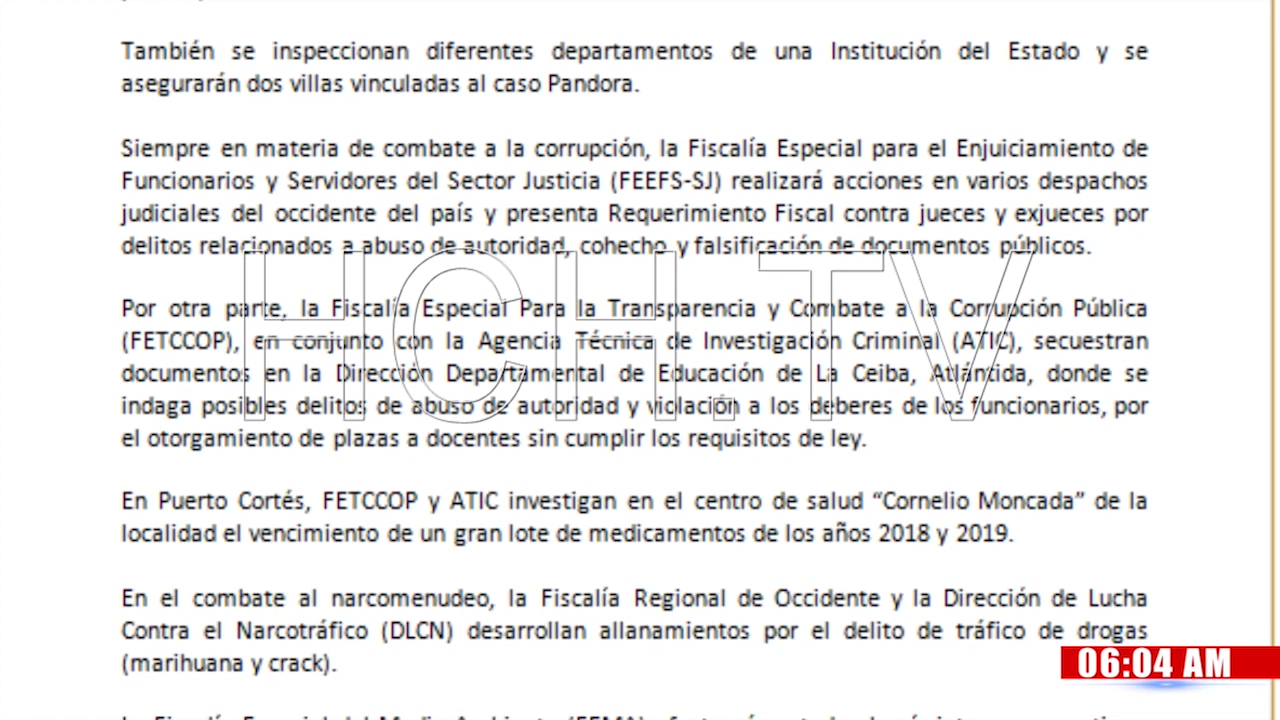 También se inspeccionan diferentes departamentos de una Institución del Estado y se
asegurarán dos villas vinculadas al caso Pandora.
Siempre en materia de combate a la corrupción, la Fiscalía Especial para el Enjuiciamiento de
Funcionarios y Servidores del Sector Justicia (FEEFS-SJ) realizará acciones en varios despachos
judiciales del occidente del país y presenta Requerimiento Fiscal contra jueces y exjueces por
delitos relacionados a abuso de autoridad, cohecho y falsificación de documentos públicos.
Por otra parte, la Fiscalía Especial Para la Transparencia y Combate a la Corrupción Pública
(FETCCOP), en conjunto con la Agencia Técnica de Investigación Criminal (ATIC), secuestran
documentos en la Dirección Departamental de Educación de La Ceiba, Atlántida, donde se
indaga posibles delitos de abuso de autoridad y violación a los deberes de los funcionarios, por
el otorgamiento de plazas a docentes sin cumplir los requisitos de ley.
HCH.TV
En Puerto Cortés, FETCCOP y ATIC investigan en el centro de salud “Cornelio Moncada” de la
localidad el vencimiento de un gran lote de medicamentos de los años 2018 y 2019.
En el combate al narcomenudeo, la Fiscalía Regional de Occidente y la Dirección de Lucha
Contra el Narcotráfico (DLCN) desarrollan allanamientos por el delito de tráfico de drogas
(marihuana y crack).
06:04 AM